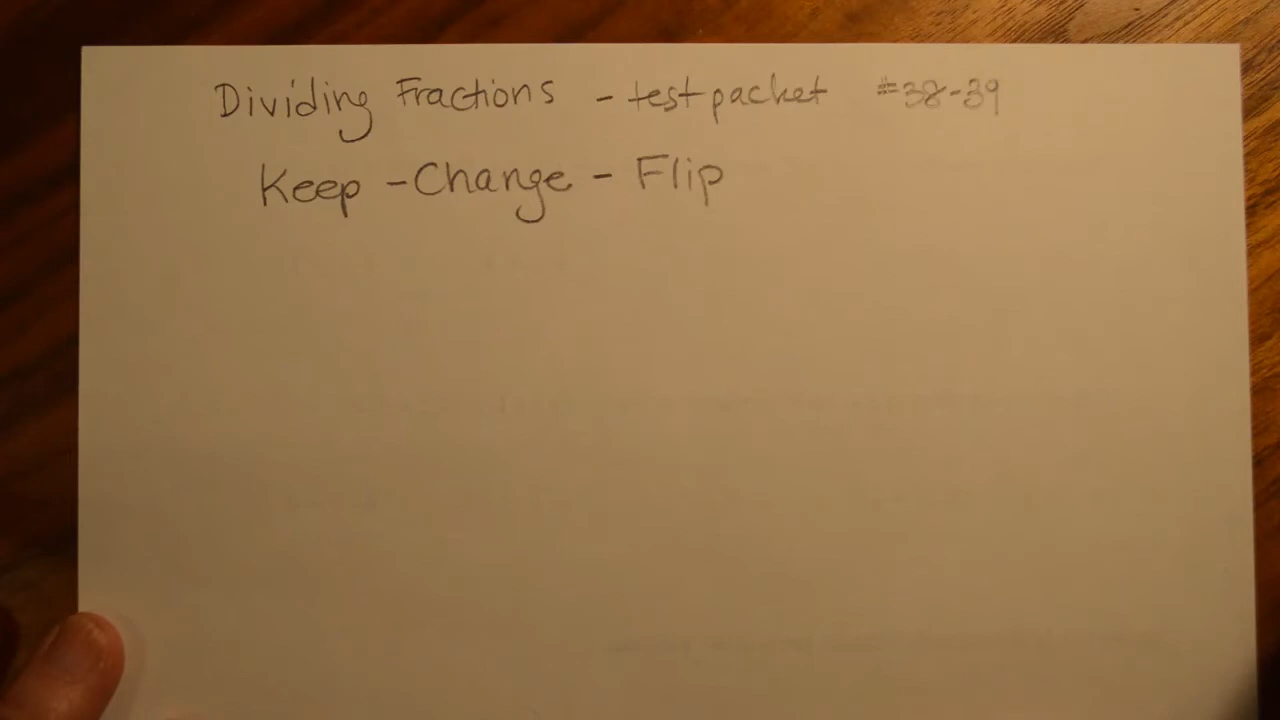 Dividing Fractions - test packet #38-39
Keep - Change - Flip